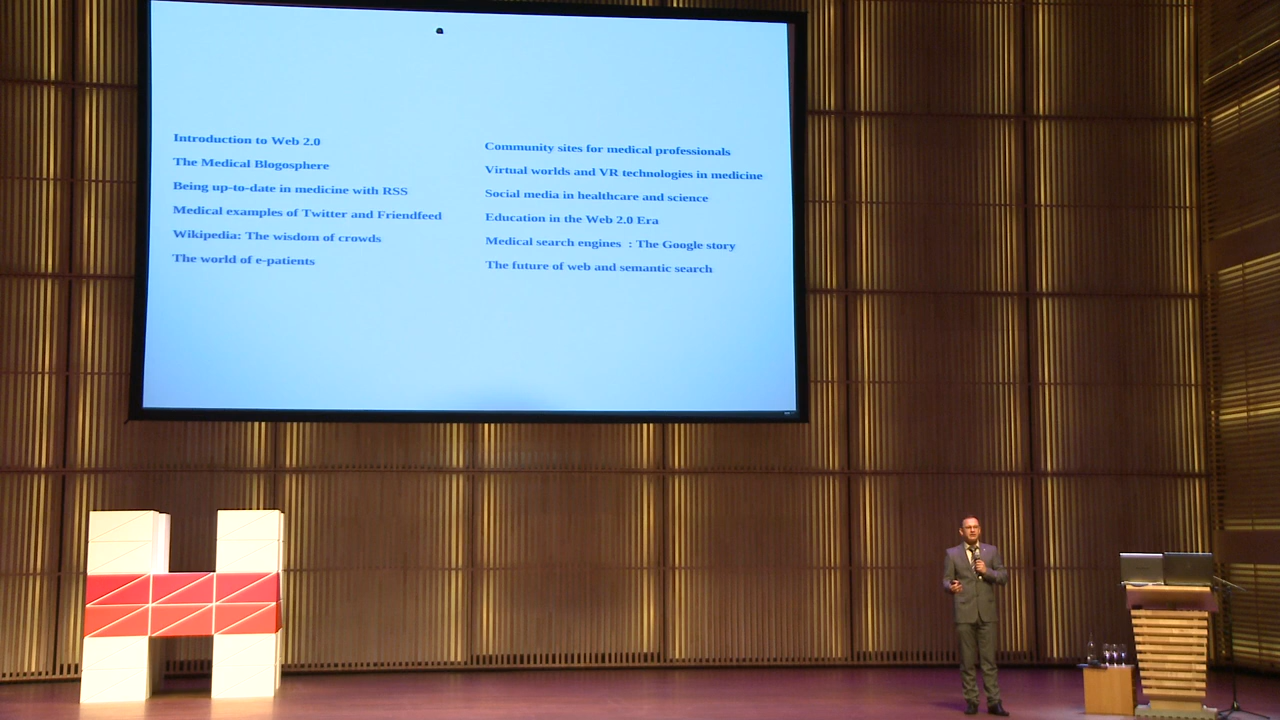 Introduction to Web 2.0
The Medical Blogosphere
Being up-to-date in medicine with RSS
Medical examples of Twitter and Friendfeed
Wikipedia: The wisdom of crowds
The world of e-patients
Community sites for medical professionals
Virtual worlds and VR technologies in medicine
Social media in healthcare and science
Education in the Web 2.0 Era
Medical search engines : The Google story
The future of web and semantic search